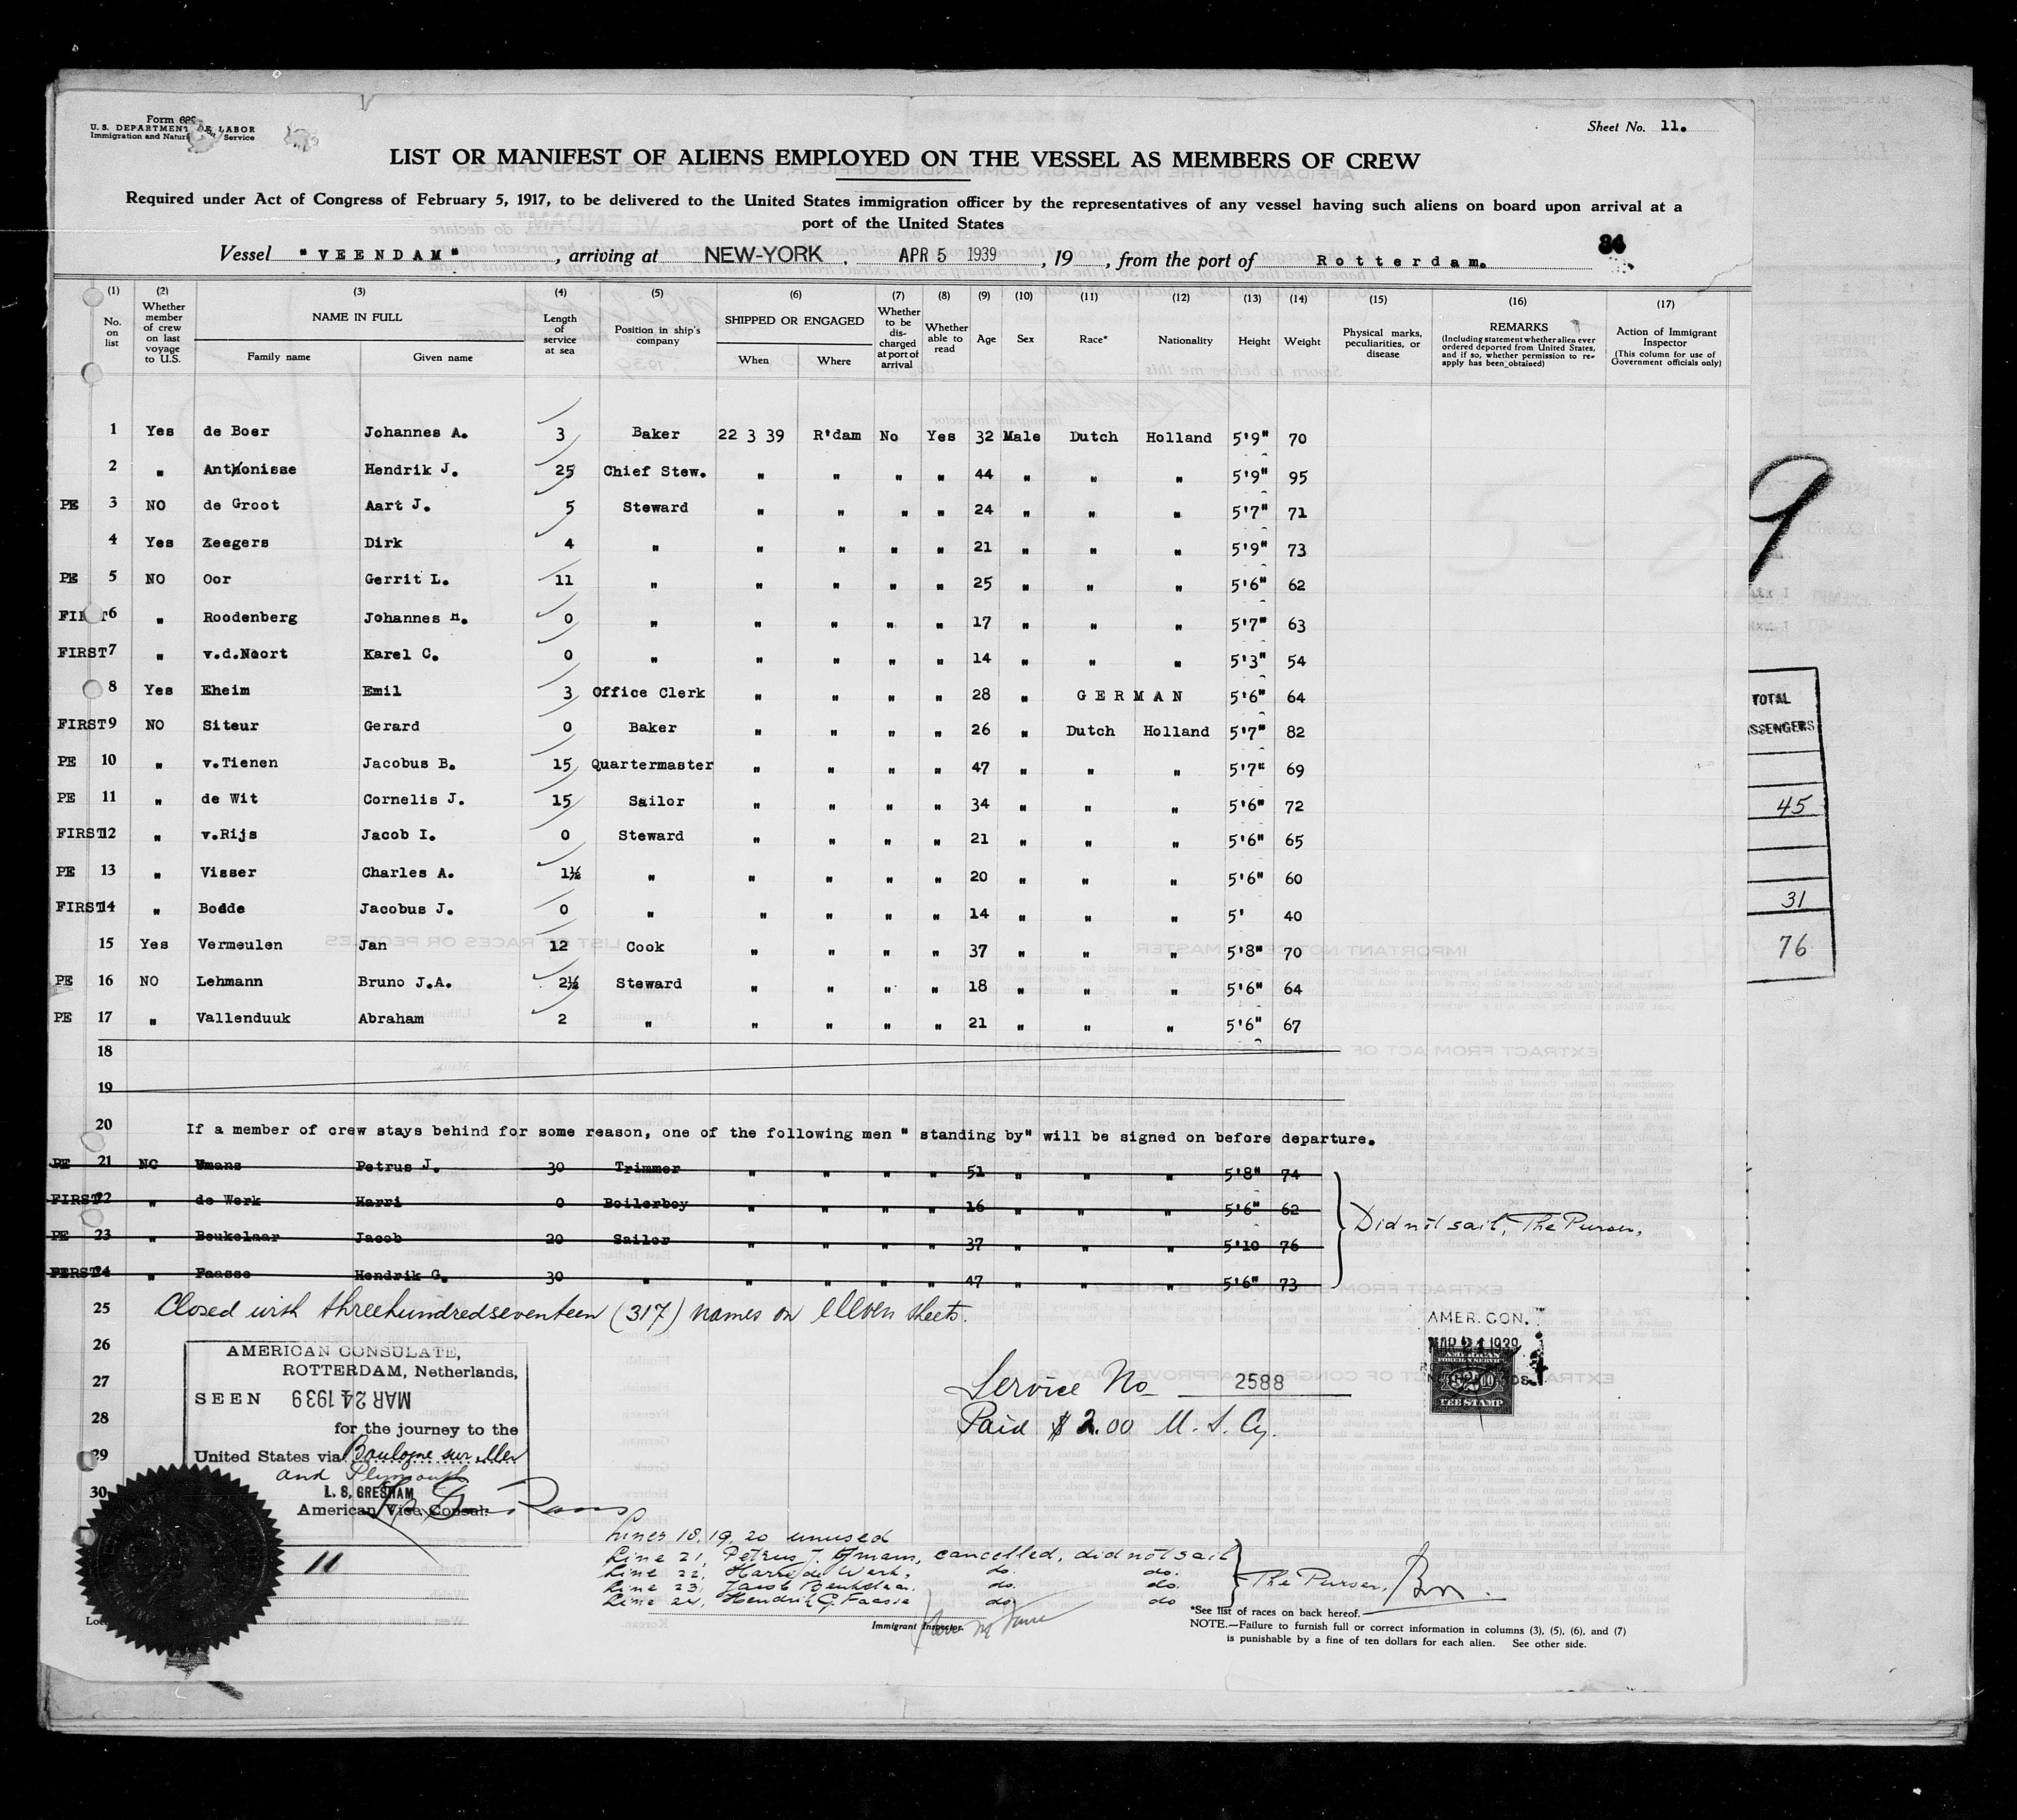 Form 689
U. S. DEPARTMENT OF LABOR
Immigration and Service
Sheet No. 11.
LIST OR MANIFEST OF ALIENS EMPLOYED ON THE VESSEL AS MEMBERS OF CREW
Required under Act of Congress of February 5, 1917, to be delivered to the United States immigration officer by the representatives of any vessel having such aliens on board upon arrival at a
port of the United States
Vessel "VEENDAM", arriving at NEW-YORK. APR 5 1939, 19, from the port of Rotterdam.
(1) No. on list (2) Whether member of crew on last voyage to U.S. (3) NAME IN FULL Family name Given name (4) Length of service at sea (5) Position in ship's company (6) SHIPPED OR ENGAGED When Where (7) Whether to be discharged at port of arrival (8) Whether able to read (9) Age (10) Sex (11) Race* (12) Nationality (13) Height (14) Weight (15) Physical marks, peculiarities, or disease (16) REMARKS (Including statement whether alien ever ordered deported from United States, and if so, whether permission to re-apply has been obtained) (17) Action of Immigrant Inspector (This column for use of Government officials only)
1 Yes de Boer Johannes A. 3 Baker 22 3 39 R'dam No Yes 32 Male Dutch Holland 5'9" 70
2 " Anthonisse Hendrik J. 25 Chief Stew. " " " " 44 " " " 5'9" 95
PE 3 NO de Groot Aart J. 5 Steward " " " " 24 " " " 5'7" 71
4 Yes Zeegers Dirk 4 " " " " " 21 " " " 5'9" 73
PE 5 NO Oor Gerrit L. 11 " " " " " 25 " " " 5'6" 62
FIRST 6 " Roodenberg Johannes H. 0 " " " " " 17 " " " 5'7" 63
FIRST 7 " v.d.Noort Karel C. 0 " " " " " 14 " " " 5'3" 54
8 Yes Eheim Emil 3 Office Clerk " " " " 28 " GERMAN 5'6" 64
FIRST 9 NO Siteur Gerard 0 Baker " " " " 26 " Dutch Holland 5'7" 82
PE 10 " v.Tienen Jacobus B. 15 Quartermaster " " " " 47 " " " 5'7" 69
PE 11 " de Wit Cornelis J. 15 Sailor " " " " 34 " " " 5'6" 72
FIRST 12 " v.Rijs Jacob I. 0 Steward " " " " 21 " " " 5'6" 65
PE 13 " Visser Charles A. 1½ " " " " " 20 " " " 5'6" 60
FIRST 14 " Bodde Jacobus J. 0 " " " " " 14 " " " 5' 40
15 Yes Vermeulen Jan 12 Cook " " " " 37 " " " 5'8" 70
PE 16 NO Lehmann Bruno J.A. 2½ Steward " " " " 18 " " " 5'6" 64
PE 17 " Vallenduuk Abraham 2 " " " " " 21 " " " 5'6" 67
18
19
20 If a member of crew stays behind for some reason, one of the following men " standing by" will be signed on before departure.
PE 21 NO Umans Petrus J. 30 Trimmer " " " " 51 " " " 5'8" 74
FIRST 22 " de Werk Harri 0 Boilerboy " " " " 16 " " " 5'6" 62
PE 23 " Beukelaar Jacob 20 Sailor " " " " 37 " " " 5'10 76
24 " Faasse Hendrik G. 30 " " " " " 47 " " " 5'6" 73
Did not sail, The Purser,
25 Closed with threehundredseventeen (317) names on elleven sheets.
26
27
28
29
30
AMERICAN CONSULATE,
ROTTERDAM, Netherlands,
SEEN MAR 24 1939
for the journey to the
United States via Boulogne sur Mer
and Plymouth
L. S. GRESHAM
American Vice Consul.
11
Service No 2588
Paid $ 2.00 U. S. Cy.
AMER. CON.
MAR 24 1939
AMERICAN
FOREIGN SERVICE
$2.00
FEE STAMP
Lines 18, 19, 20 unused
Line 21, Petrus J. cancelled, did not sail
Line 22, Harri de Werk, do. do.
Line 23, Jacob Beukelaar, do. do.
Line 24, Hendrik G. Faasse do. do
The Purser,
Immigrant Inspector.
*See list of races on back hereof.
NOTE.—Failure to furnish full or correct information in columns (3), (5), (6), and (7)
is punishable by a fine of ten dollars for each alien. See other side.
9
TOTAL
45
31
76